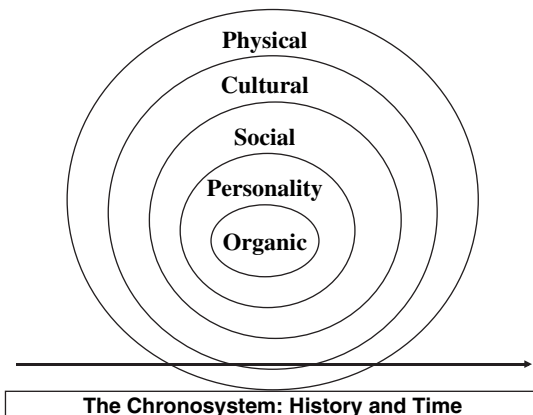 Physical
Cultural
Social
Personality
Organic
The Chronosystem: History and Time